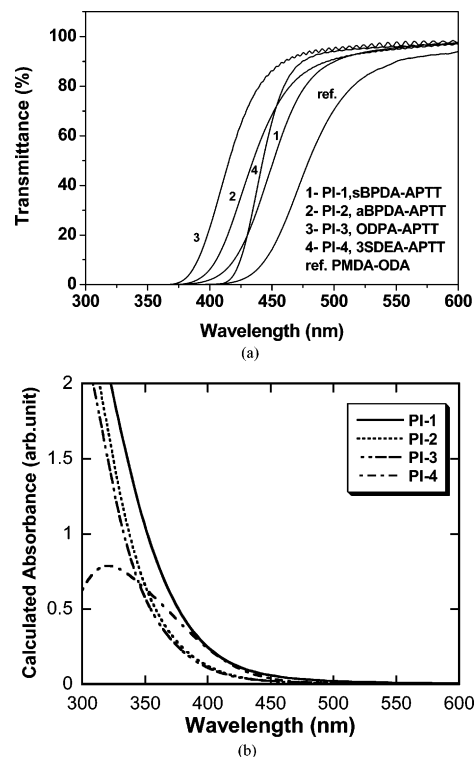 100
80
60
40
20
0
Transmittance (%)
ref.
1
2
4
3
1- PI-1,sBPDA-APTT
2- PI-2, aBPDA-APTT
3- PI-3, ODPA-APTT
4- PI-4, 3SDEA-APTT
ref. PMDA-ODA
300 350 400 450 500 550 600
Wavelength (nm)
(a)
2
1.5
1
0.5
0
Calculated Absorbance (arb.unit)
PI-1
PI-2
PI-3
PI-4
300 350 400 450 500 550 600
Wavelength (nm)
(b)